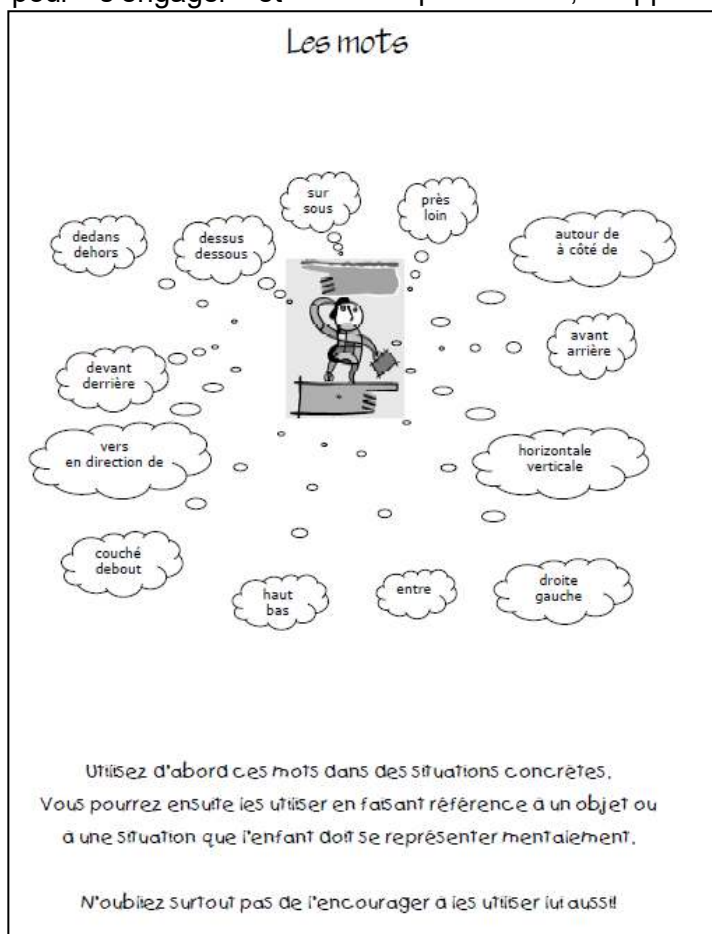 pour s'engager et
Les mots
sur
sous
près
loin
dedans
dehors
dessus
dessous
autour de
à côté de
avant
arrière
devant
derrière
vers
en direction de
horizontale
verticale
couché
debout
haut
bas
entre
droite
gauche
Utilisez d'abord ces mots dans des situations concrètes.
Vous pourrez ensuite les utiliser en faisant référence à un objet ou
à une situation que l'enfant doit se représenter mentalement.
N'oubliez surtout pas de l'encourager à les utiliser lui aussi!